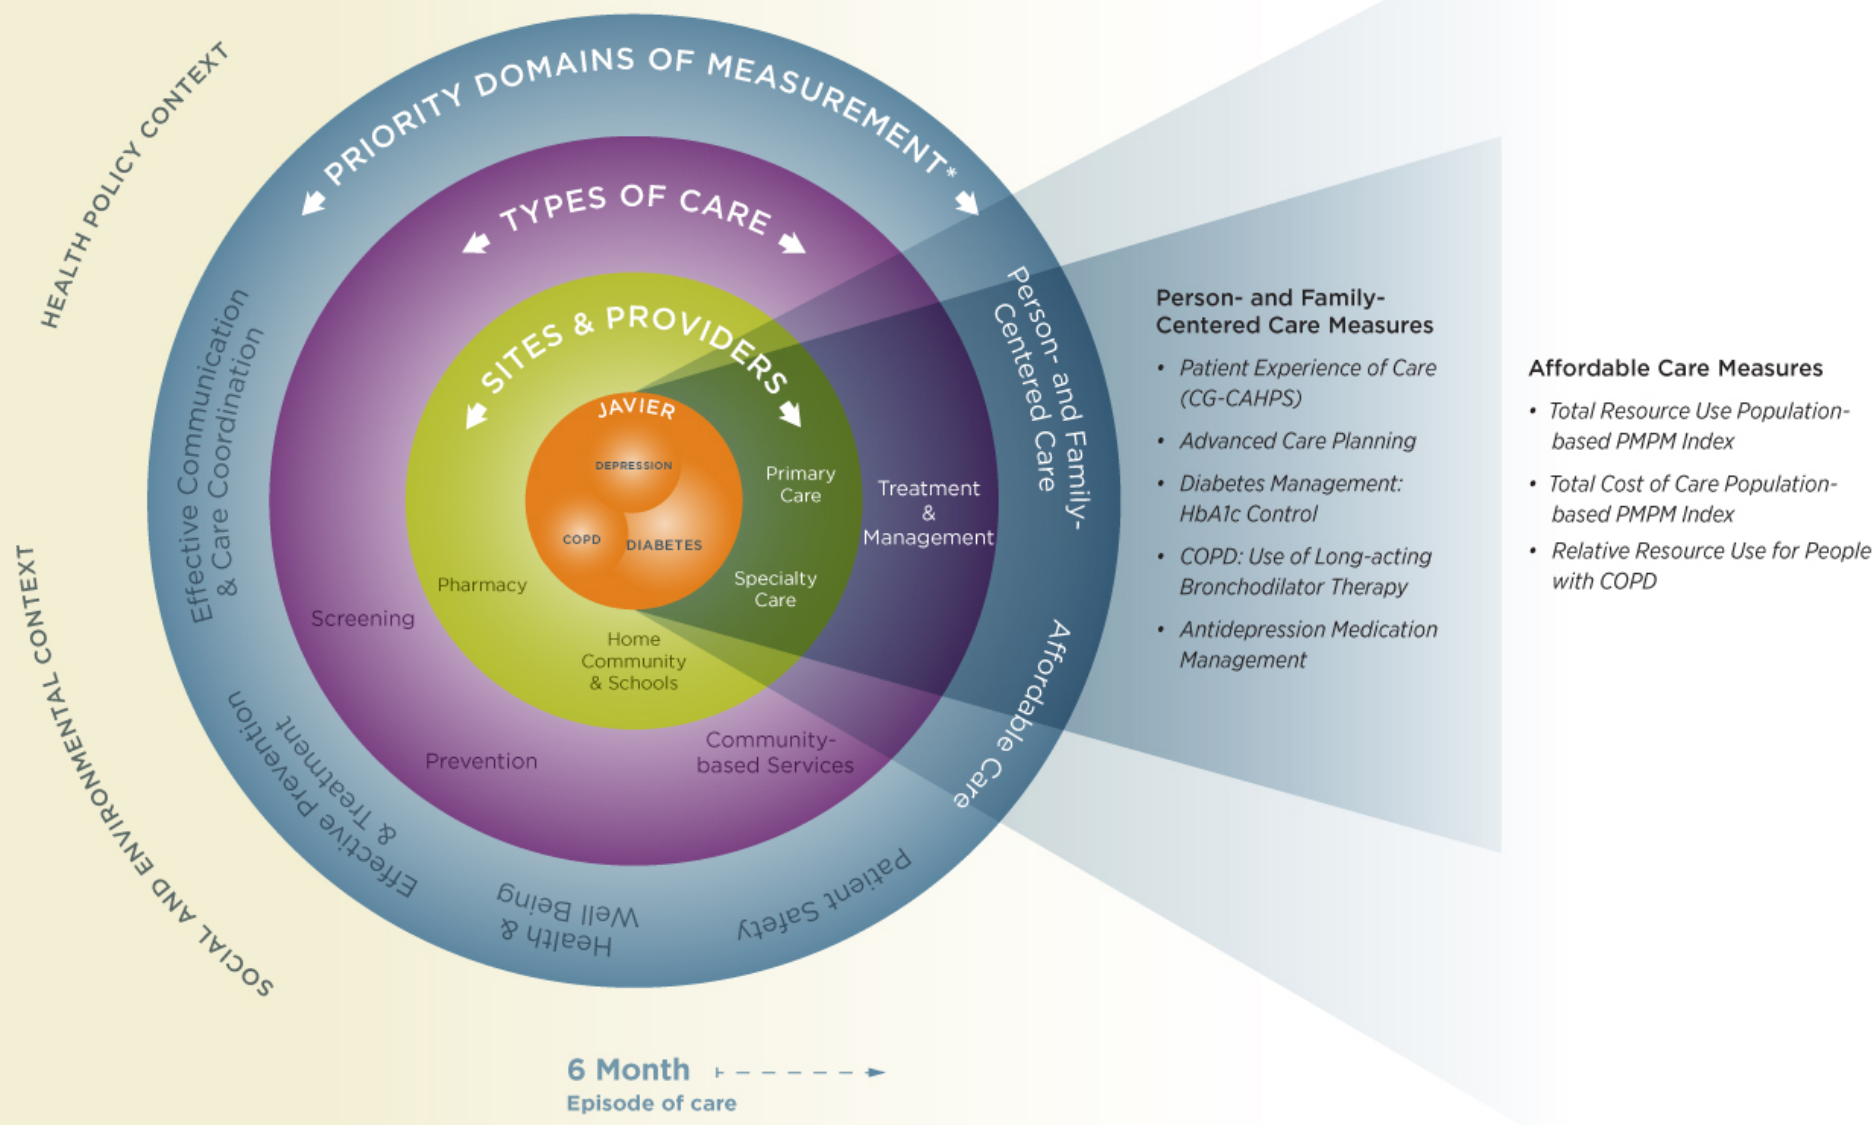 HEALTH POLICY CONTEXT
SOCIAL AND ENVIRONMENTAL CONTEXT
PRIORITY DOMAINS OF MEASUREMENT*
TYPES OF CARE
SITES & PROVIDERS
JAVIER
DEPRESSION
COPD
DIABETES
Primary
Care
Specialty
Care
Home
Community
& Schools
Pharmacy
Treatment
&
Management
Community-
based Services
Prevention
Screening
Person- and Family-
Centered Care
Affordable Care
Patient Safety
Health &
Well Being
Effective Prevention
& Treatment
Effective Communication
& Care Coordination
Person- and Family-
Centered Care Measures
• Patient Experience of Care
(CG-CAHPS)
• Advanced Care Planning
• Diabetes Management:
HbA1c Control
• COPD: Use of Long-acting
Bronchodilator Therapy
• Antidepression Medication
Management
Affordable Care Measures
• Total Resource Use Population-
based PMPM Index
• Total Cost of Care Population-
based PMPM Index
• Relative Resource Use for People
with COPD
6 Month
Episode of care